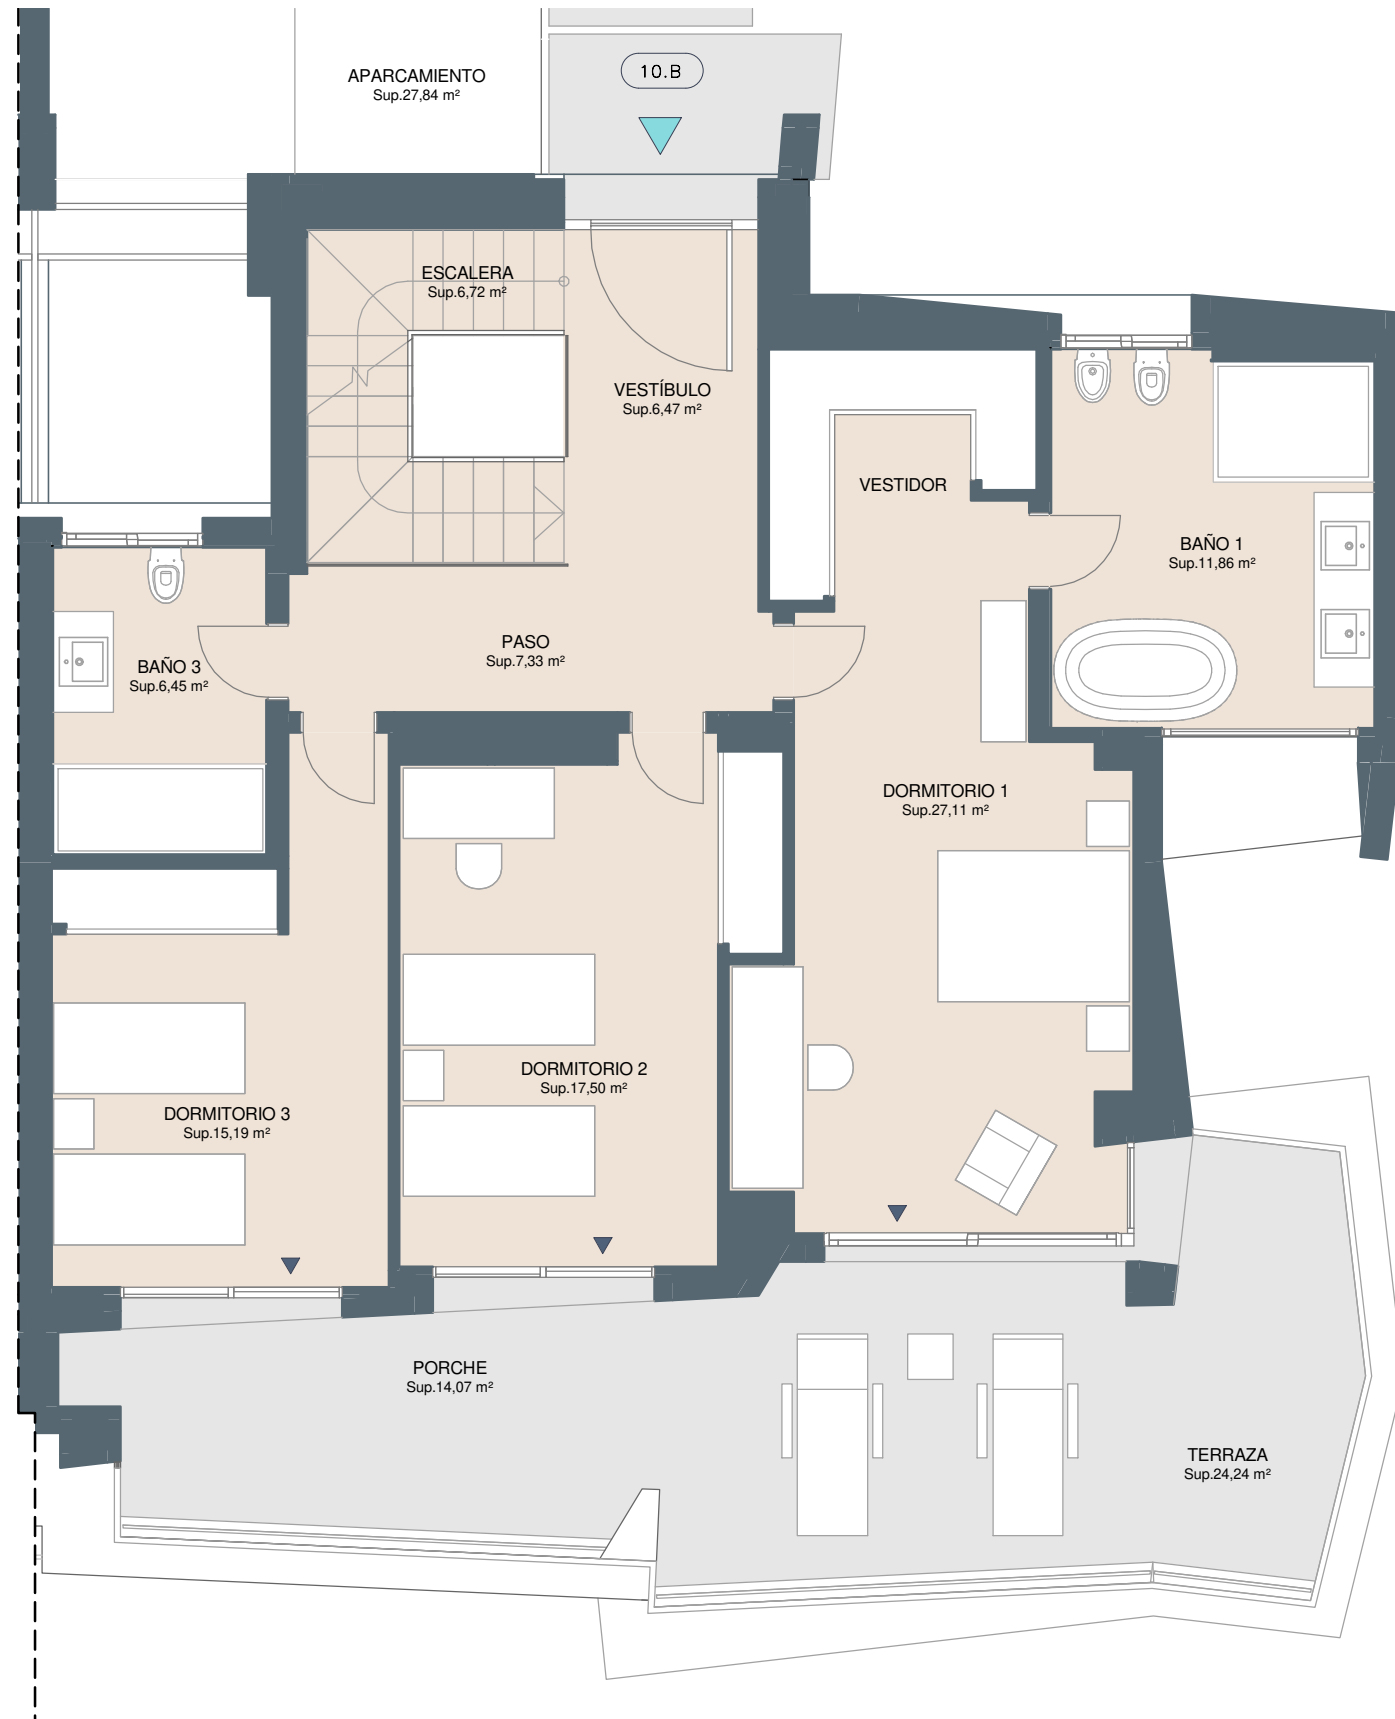 APARCAMIENTO
Sup.27,84 m²
10.B
ESCALERA
Sup.6,72 m²
VESTÍBULO
Sup.6,47 m²
VESTIDOR
BAÑO 1
Sup.11,86 m²
PASO
Sup.7,33 m²
BAÑO 3
Sup.6,45 m²
DORMITORIO 1
Sup.27,11 m²
DORMITORIO 2
Sup.17,50 m²
DORMITORIO 3
Sup.15,19 m²
PORCHE
Sup.14,07 m²
TERRAZA
Sup.24,24 m²